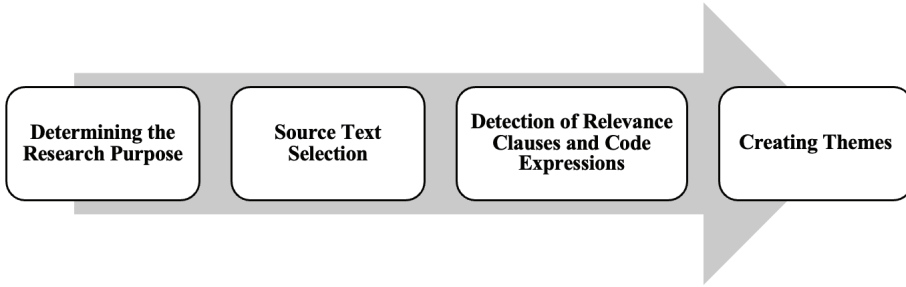 Determining the
Research Purpose
Source Text
Selection
Detection of Relevance
Clauses and Code
Expressions
Creating Themes